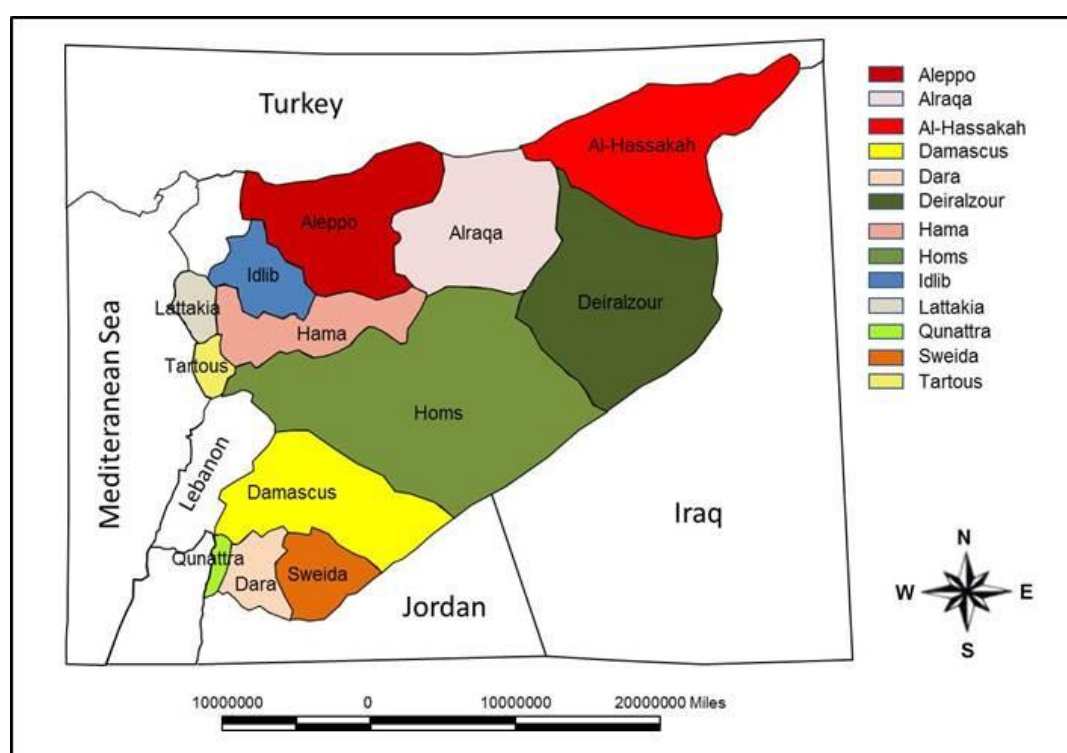 Turkey
Al-Hassakah
Aleppo
Alraqa
Idlib
Deiralzour
Lattakia
Hama
Tartous
Homs
Mediteranean Sea
Lebanon
Damascus
Iraq
Qunattra
Dara
Sweida
Jordan
Aleppo
Alraqa
Al-Hassakah
Damascus
Dara
Deiralzour
Hama
Homs
Idlib
Lattakia
Qunattra
Sweida
Tartous
N
W E
S
10000000 0 10000000 20000000 Miles